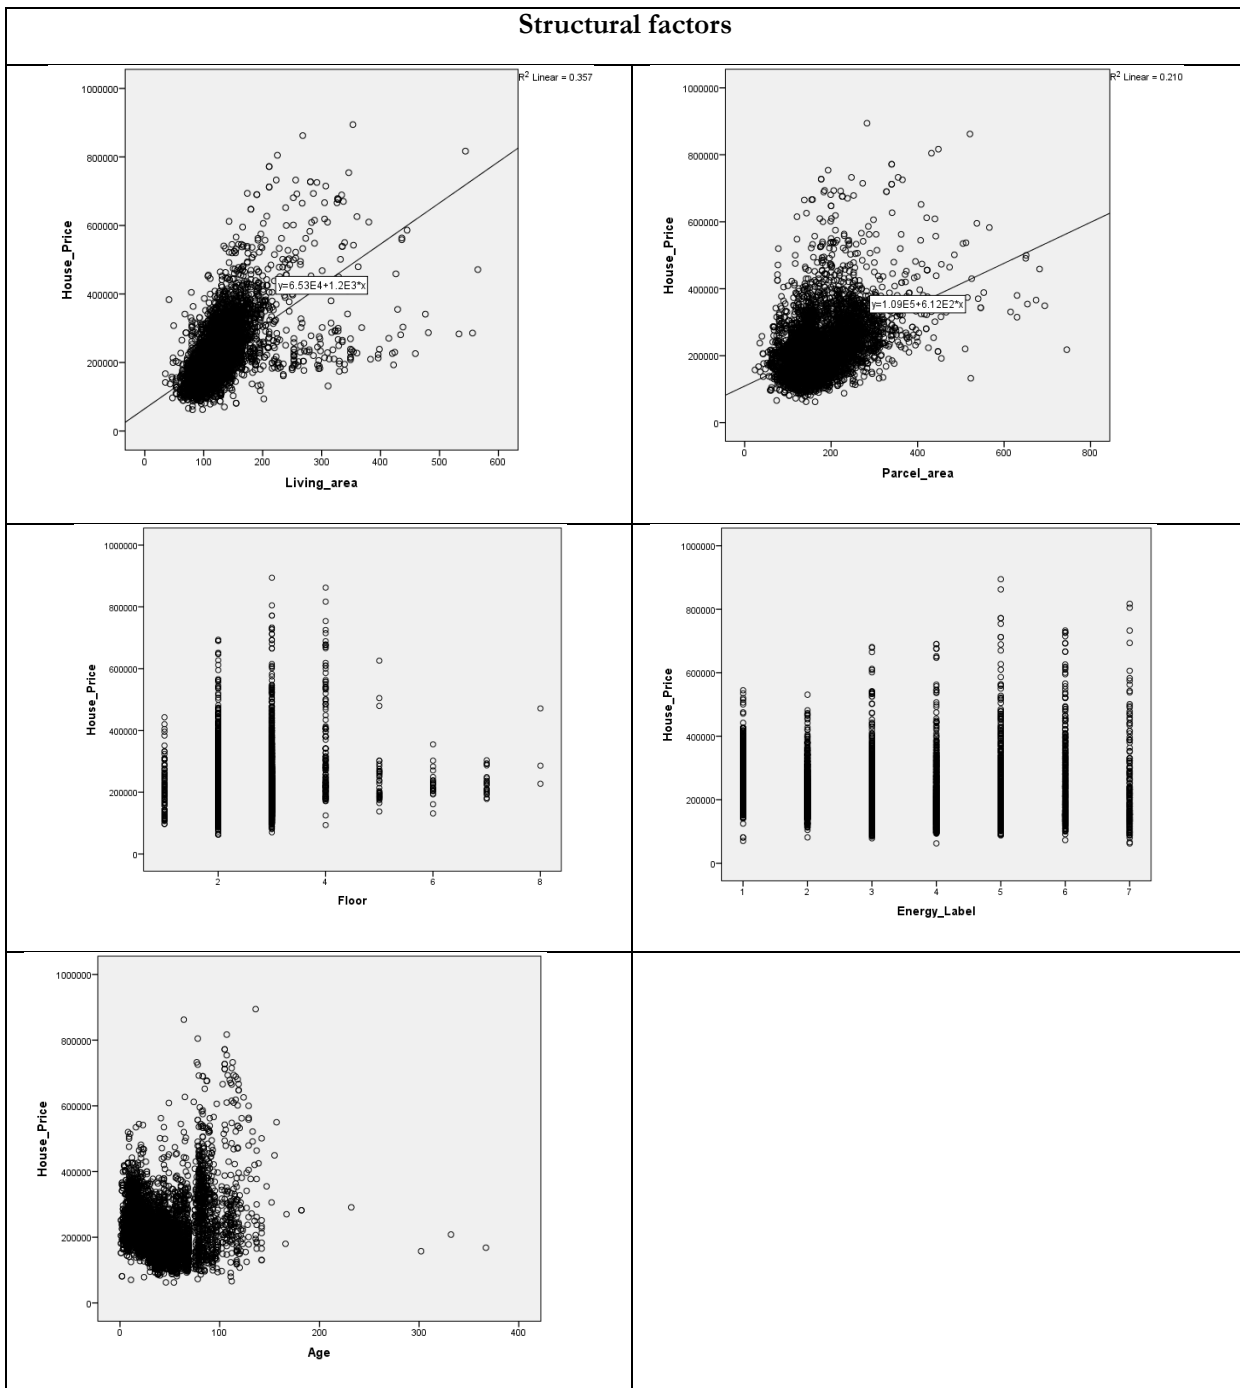 Structural factors
R² Linear = 0.357
1000000
800000
600000
400000
200000
0
House_Price
y=6.53E4+1.2E3*x
0 100 200 300 400 500 600
Living_area
R² Linear = 0.210
1000000
800000
600000
400000
200000
0
House_Price
y=1.09E5+6.12E2*x
0 200 400 600 800
Parcel_area
1000000
800000
600000
400000
200000
0
House_Price
2 4 6 8
Floor
1000000
800000
600000
400000
200000
0
House_Price
1 2 3 4 5 6 7
Energy_Label
1000000
800000
600000
400000
200000
0
House_Price
0 100 200 300 400
Age